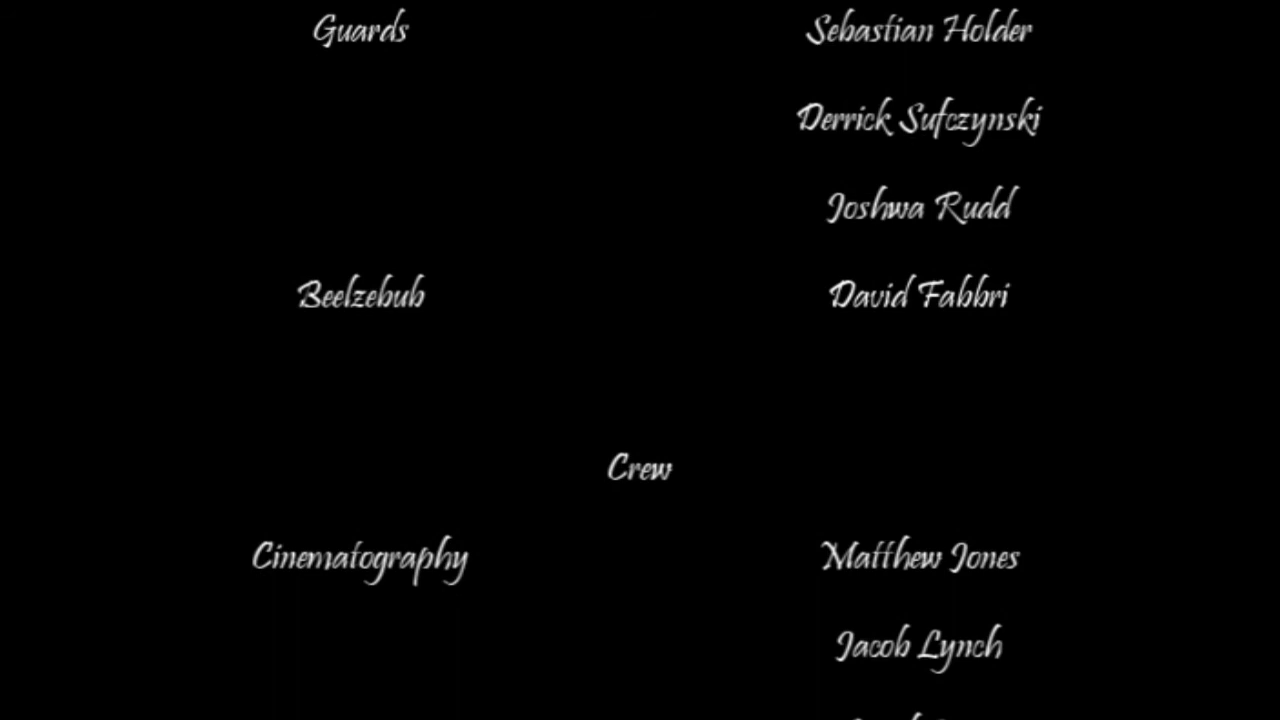 Guards Sebastian Holder
Derrick Sufczynski
Joshwa Rudd
Beelzebub David Fabbri
Crew
Cinematography Matthew Jones
Jacob Lynch